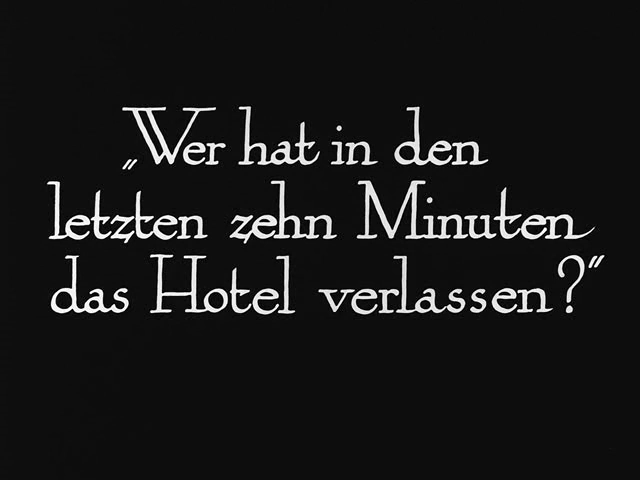 „Wer hat in den
letzten zehn Minuten
das Hotel verlassen?“